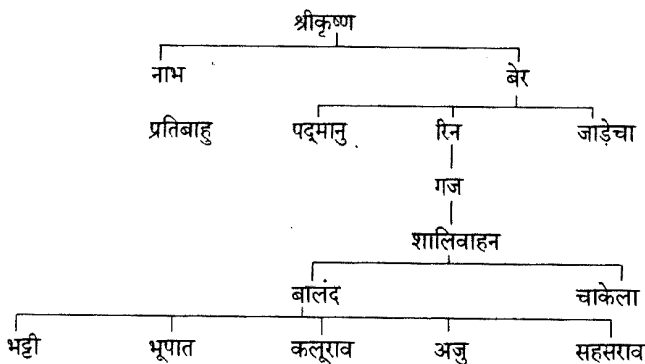 श्रीकृष्ण
नाभ बेर
प्रतिबाहु पद्मानु रिन जाड़ेचा
गज
शालिवाहन
बालंद चाकेला
भट्टी भूपात कलूराव अजु सहसराव